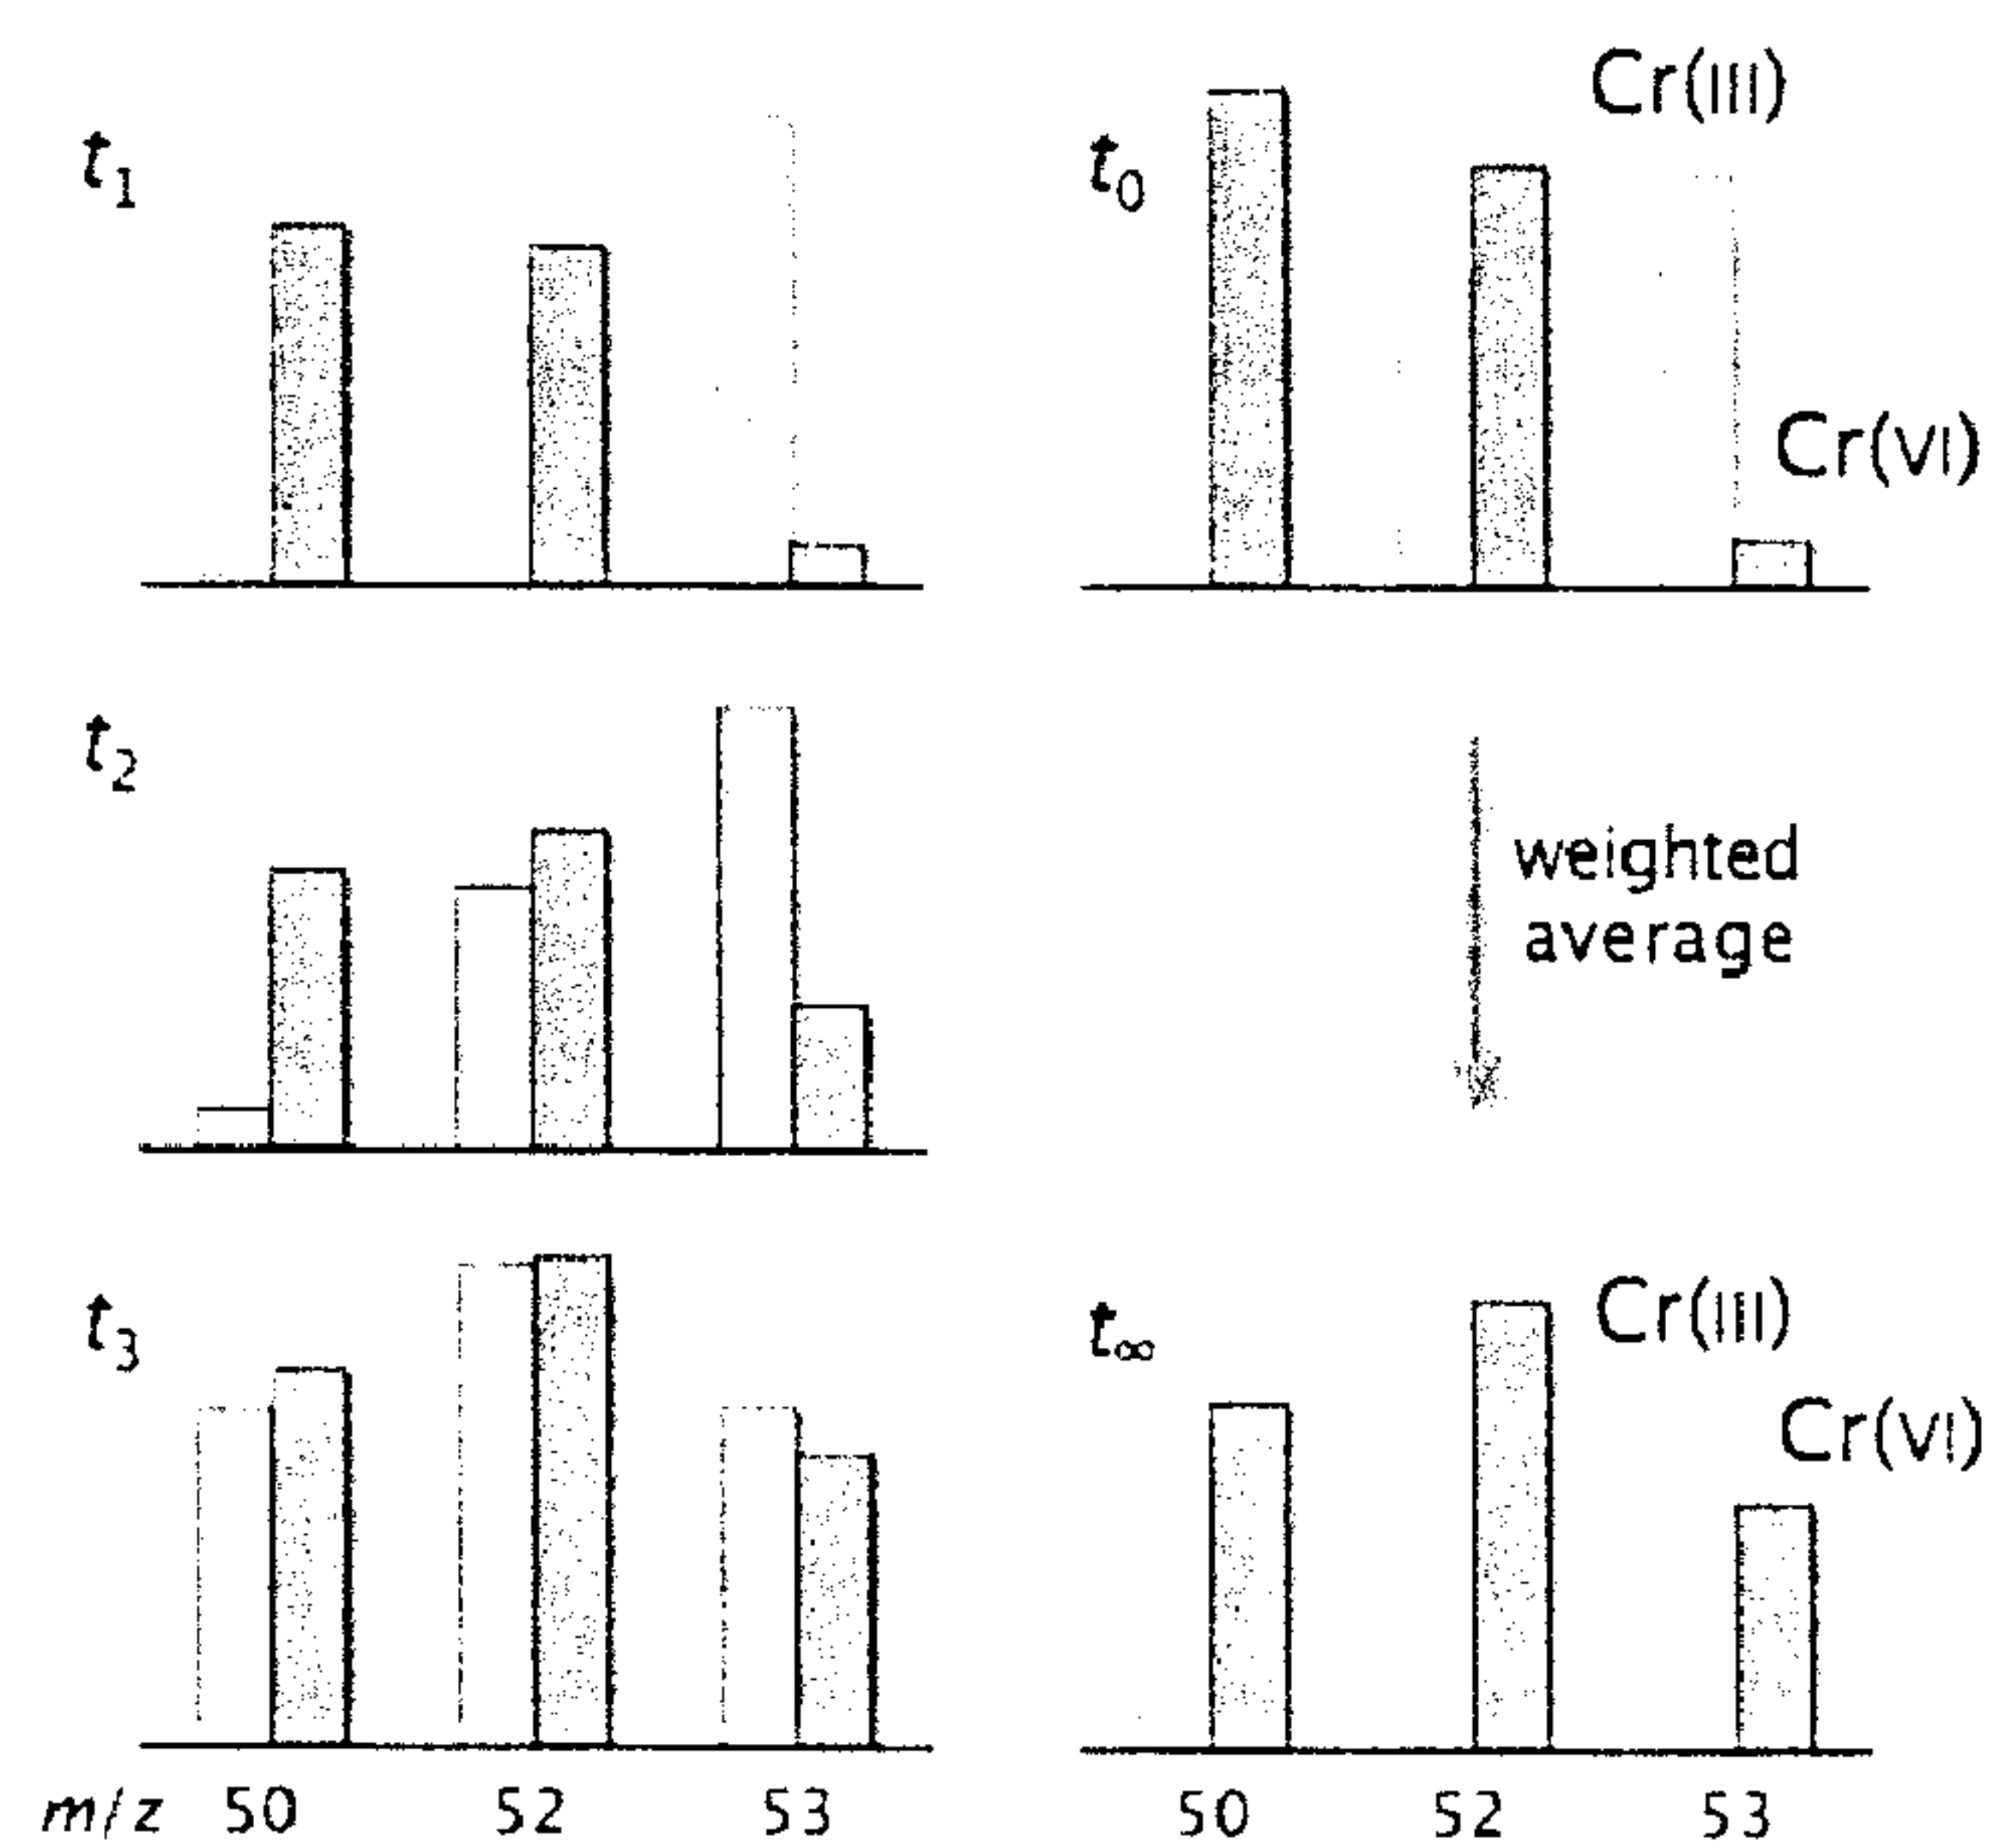 t₁
t₀
Cr(III)
Cr(VI)
t₂
weighted
average
t₃
t∞
Cr(III)
Cr(VI)
m/z 50 52 53
50 52 53